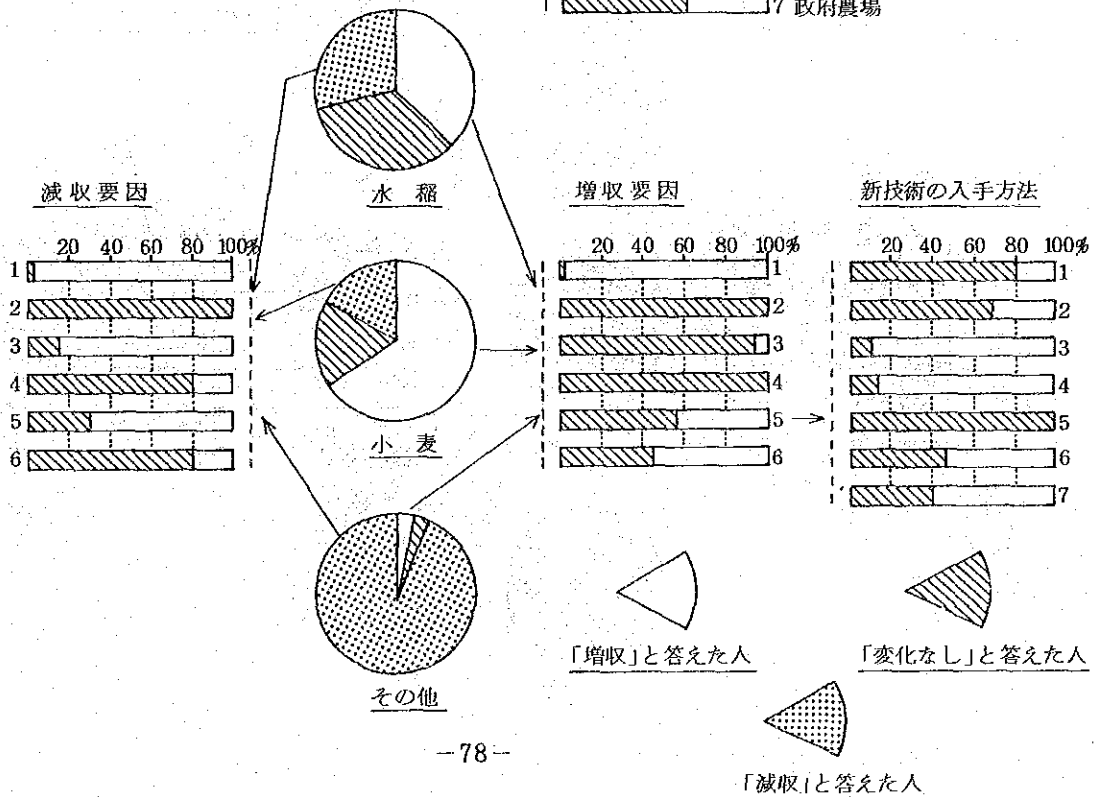 7 政府農場
水稲
減収要因
20 40 60 80 100%
1
2
3
4
5
6
小麦
その他
増収要因
20 40 60 80 100%
1
2
3
4
5
6
新技術の入手方法
20 40 60 80 100%
1
2
3
4
5
6
7
「増収」と答えた人
「変化なし」と答えた人
「減収」と答えた人
-78-